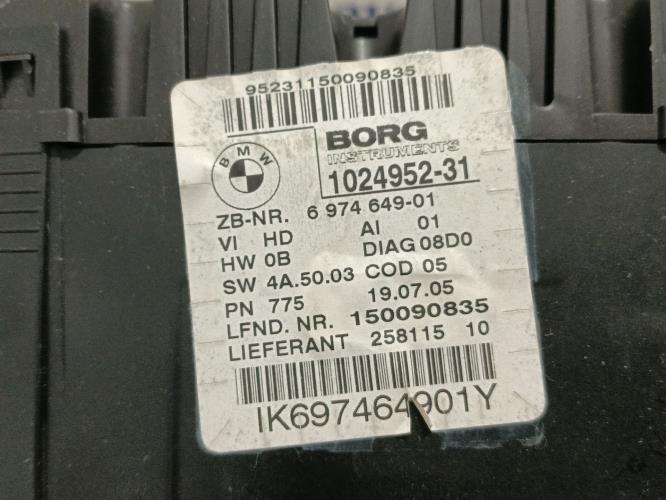 95231150090835
BMW
BORG
INSTRUMENTS
1024952-31
ZB-NR. 6 974 649-01
VI HD AI 01
HW 0B DIAG 08D0
SW 4A.50.03 COD 05
PN 775 19.07.05
LFND. NR. 150090835
LIEFERANT 258115 10
IK697464901Y